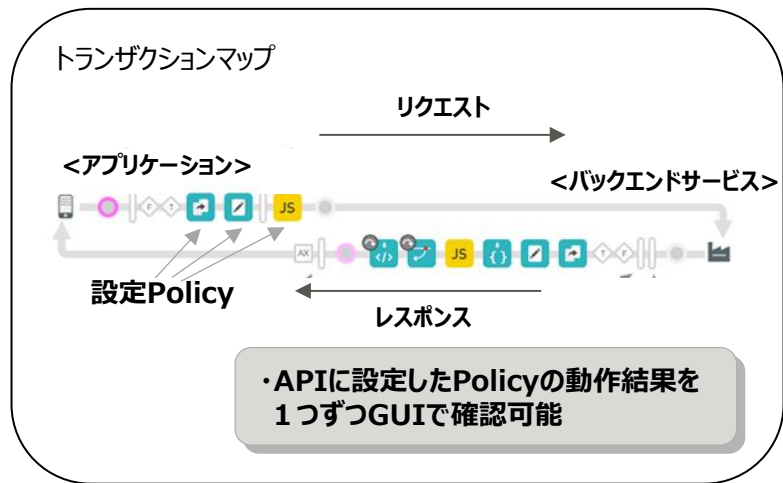 トランザクションマップ
リクエスト
<アプリケーション>
<バックエンドサービス>
F T JS
AX </> JS {} T F
設定Policy
レスポンス
・APIに設定したPolicyの動作結果を
１つずつGUIで確認可能